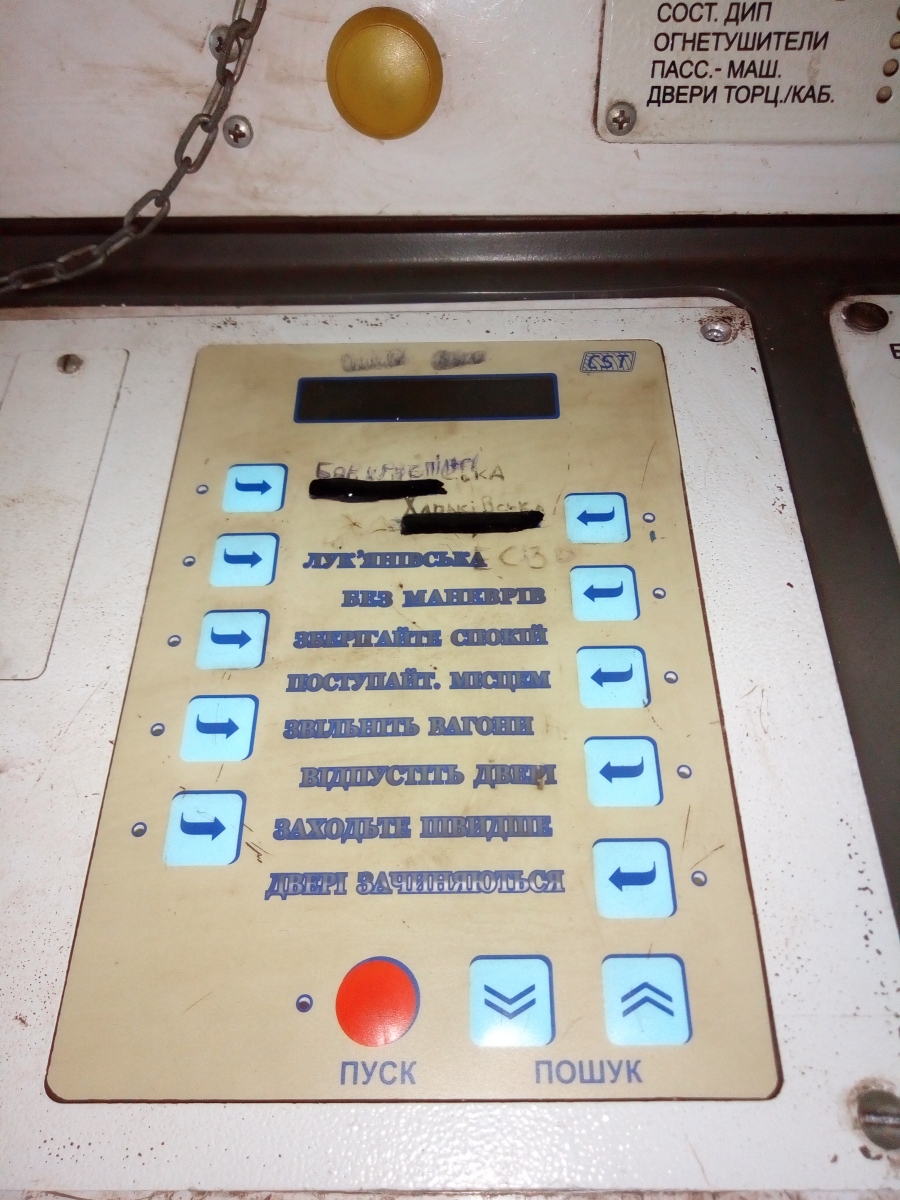 СОСТ. ДИП
ОГНЕТУШИТЕЛИ
ПАСС.- МАШ.
ДВЕРИ ТОРЦ./КАБ.
CST
Харківська
ЛУК'ЯНІВСЬКА
БЕЗ МАНЕВРІВ
ЗБЕРІГАЙТЕ СПОКІЙ
ПОСТУПАЙТ. МІСЦЕМ
ЗВІЛЬНІТЬ ВАГОНИ
ВІДПУСТІТЬ ДВЕРІ
ЗАХОДЬТЕ ШВИДШЕ
ДВЕРІ ЗАЧИНЯЮТЬСЯ
ПУСК ПОШУК